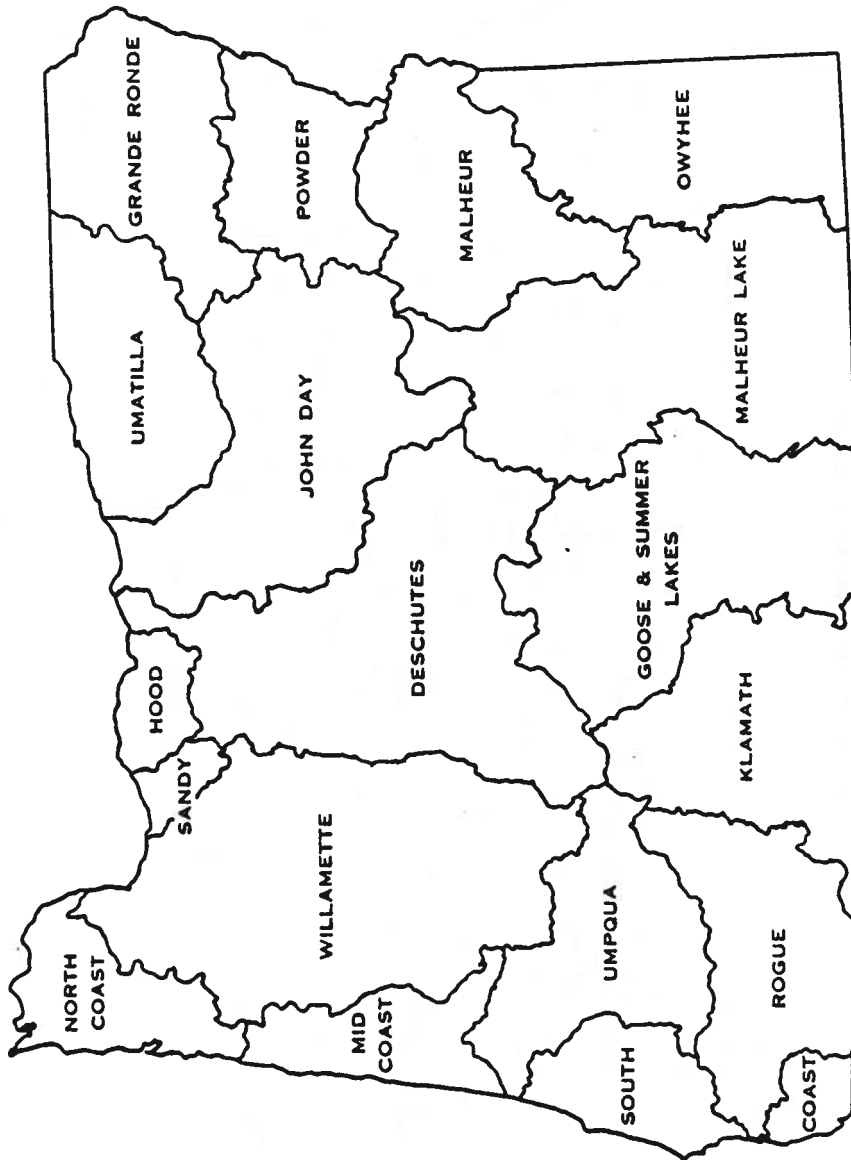 NORTH
COAST
SANDY
HOOD
UMATILLA
GRANDE RONDE
MID
COAST
WILLAMETTE
DESCHUTES
JOHN DAY
POWDER
SOUTH
UMPQUA
MALHEUR
COAST
ROGUE
KLAMATH
GOOSE & SUMMER
LAKES
MALHEUR LAKE
OWYHEE